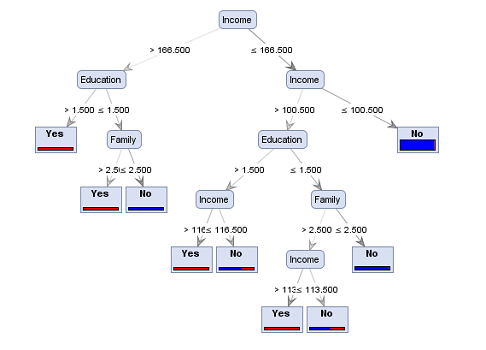 Income
> 166.500 ≤ 166.500
Education Income
> 1.500 ≤ 1.500 > 100.500 ≤ 100.500
Yes Family Education No
> 2.5 ≤ 2.500 > 1.500 ≤ 1.500
Yes No Income Family
> 116 ≤ 116.500 > 2.500 ≤ 2.500
Yes No Income No
> 113 ≤ 113.500
Yes No